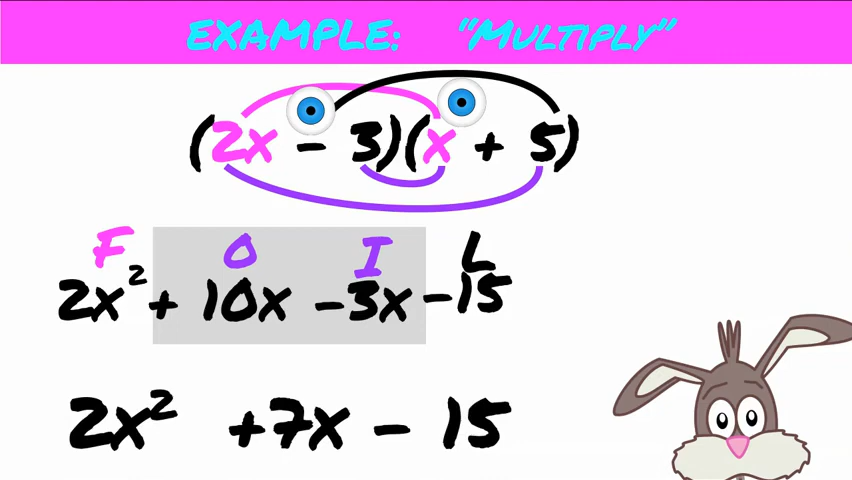 EXAMPLE: "MULTIPLY"
(2x - 3)(x + 5)
F O I L
2x² + 10x - 3x - 15
2x² + 7x - 15